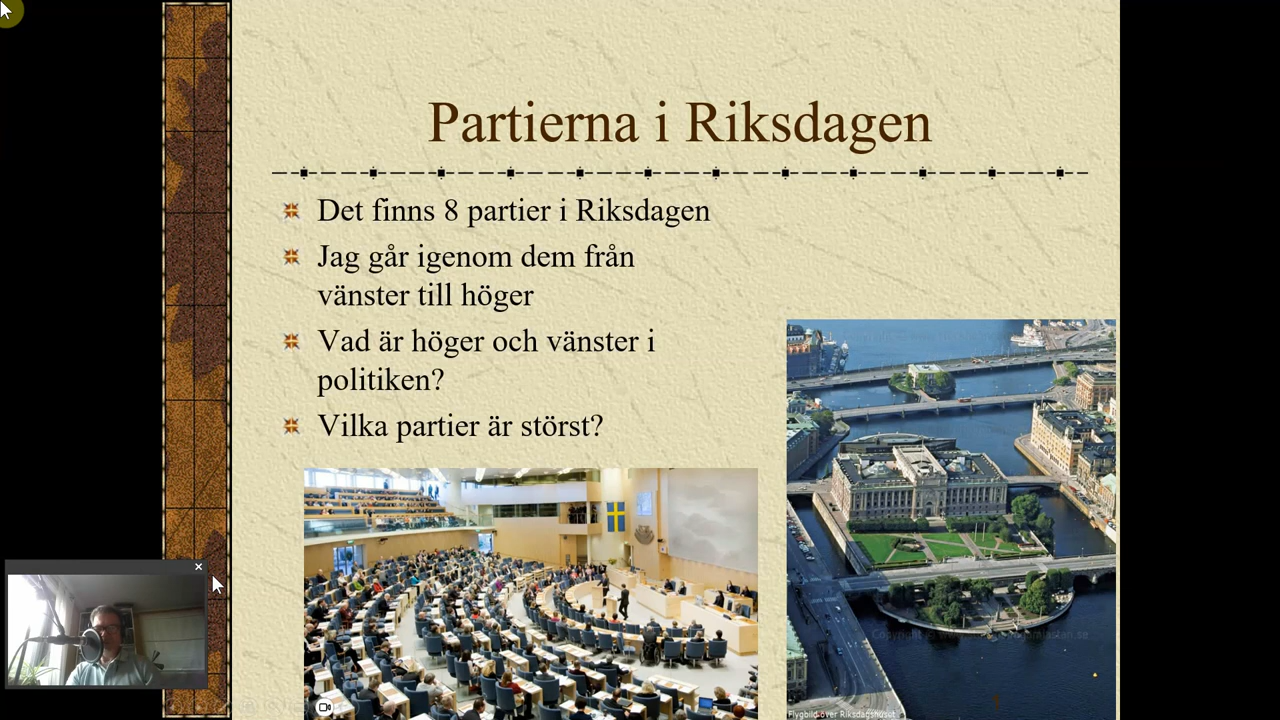 Partierna i Riksdagen
Det finns 8 partier i Riksdagen
Jag går igenom dem från
vänster till höger
Vad är höger och vänster i
politiken?
Vilka partier är störst?
Flygbild över Riksdagshuset